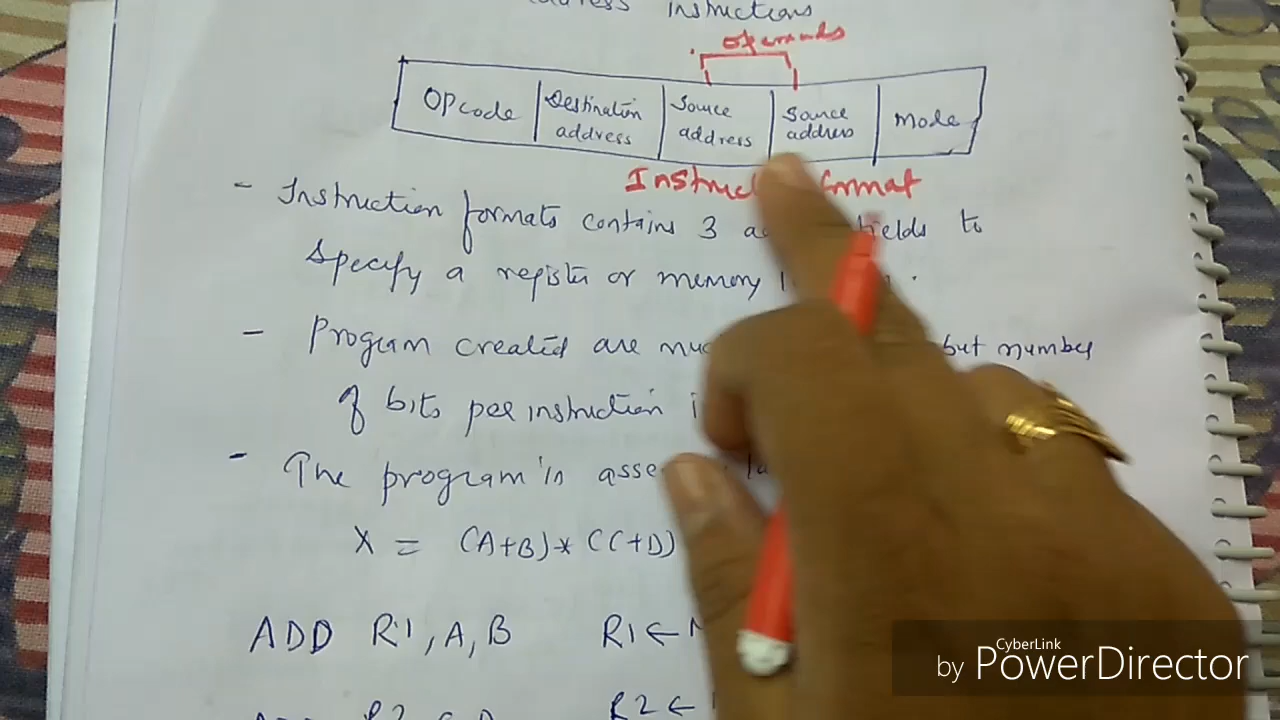 Instructions
operands
OPcode Destination address Source address Source address Mode
Instruc format
- Instruction formats contains 3 fields to
specify a register or memory
- Program created are but number
of bits per instruction
- The program in
X = (A+B)* (C+D)
ADD R1, A, B R1 ←
R2 ←
CyberLink
by PowerDirector